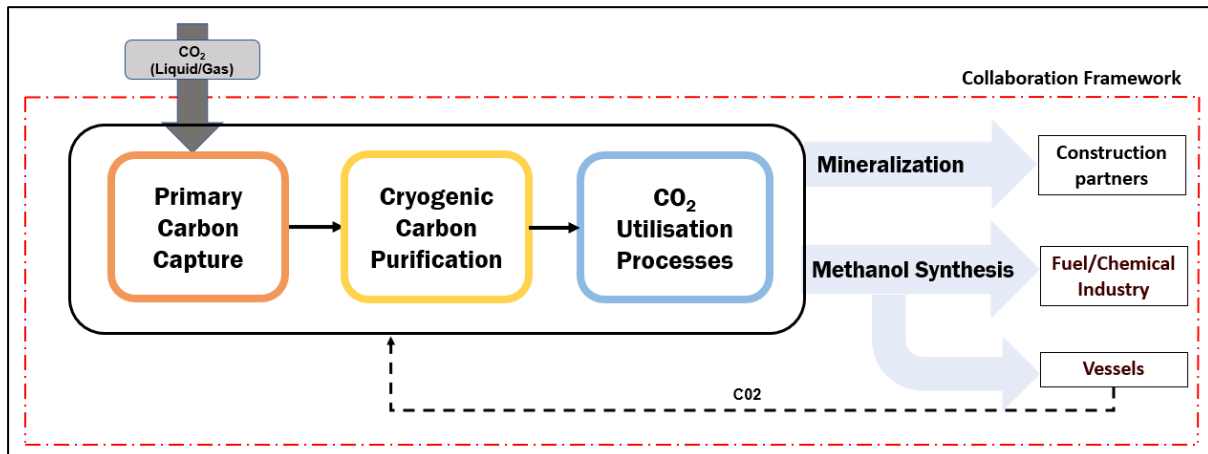 CO₂
(Liquid/Gas)
Collaboration Framework
Primary
Carbon
Capture
Cryogenic
Carbon
Purification
CO₂
Utilisation
Processes
Mineralization
Construction
partners
Methanol Synthesis
Fuel/Chemical
Industry
Vessels
C02